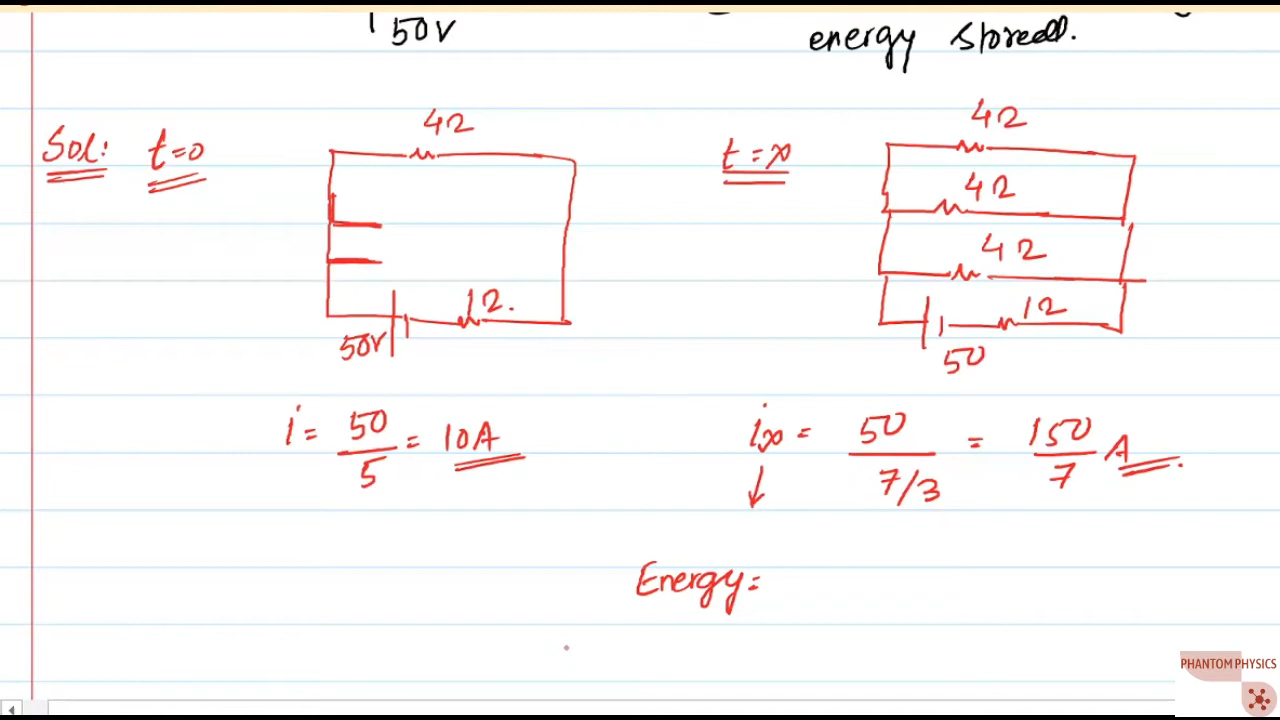 50V
energy stored.
Sol: t=0
4Ω
50V
1Ω.
i = 50/5 = 10A
t=∞
4Ω
4Ω
4Ω
1Ω
50
i∞ = 50/7/3 = 150/7 A.
Energy =
PHANTOM PHYSICS